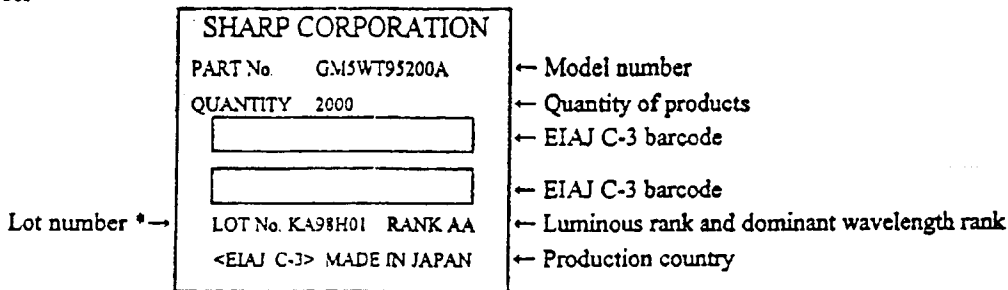 SHARP CORPORATION
PART No. GM5WT95200A ← Model number
QUANTITY 2000 ← Quantity of products
← EIAJ C-3 barcode
← EIAJ C-3 barcode
Lot number *→ LOT No. KA98H01 RANK AA ← Luminous rank and dominant wavelength rank
<EIAJ C-3> MADE IN JAPAN ← Production country